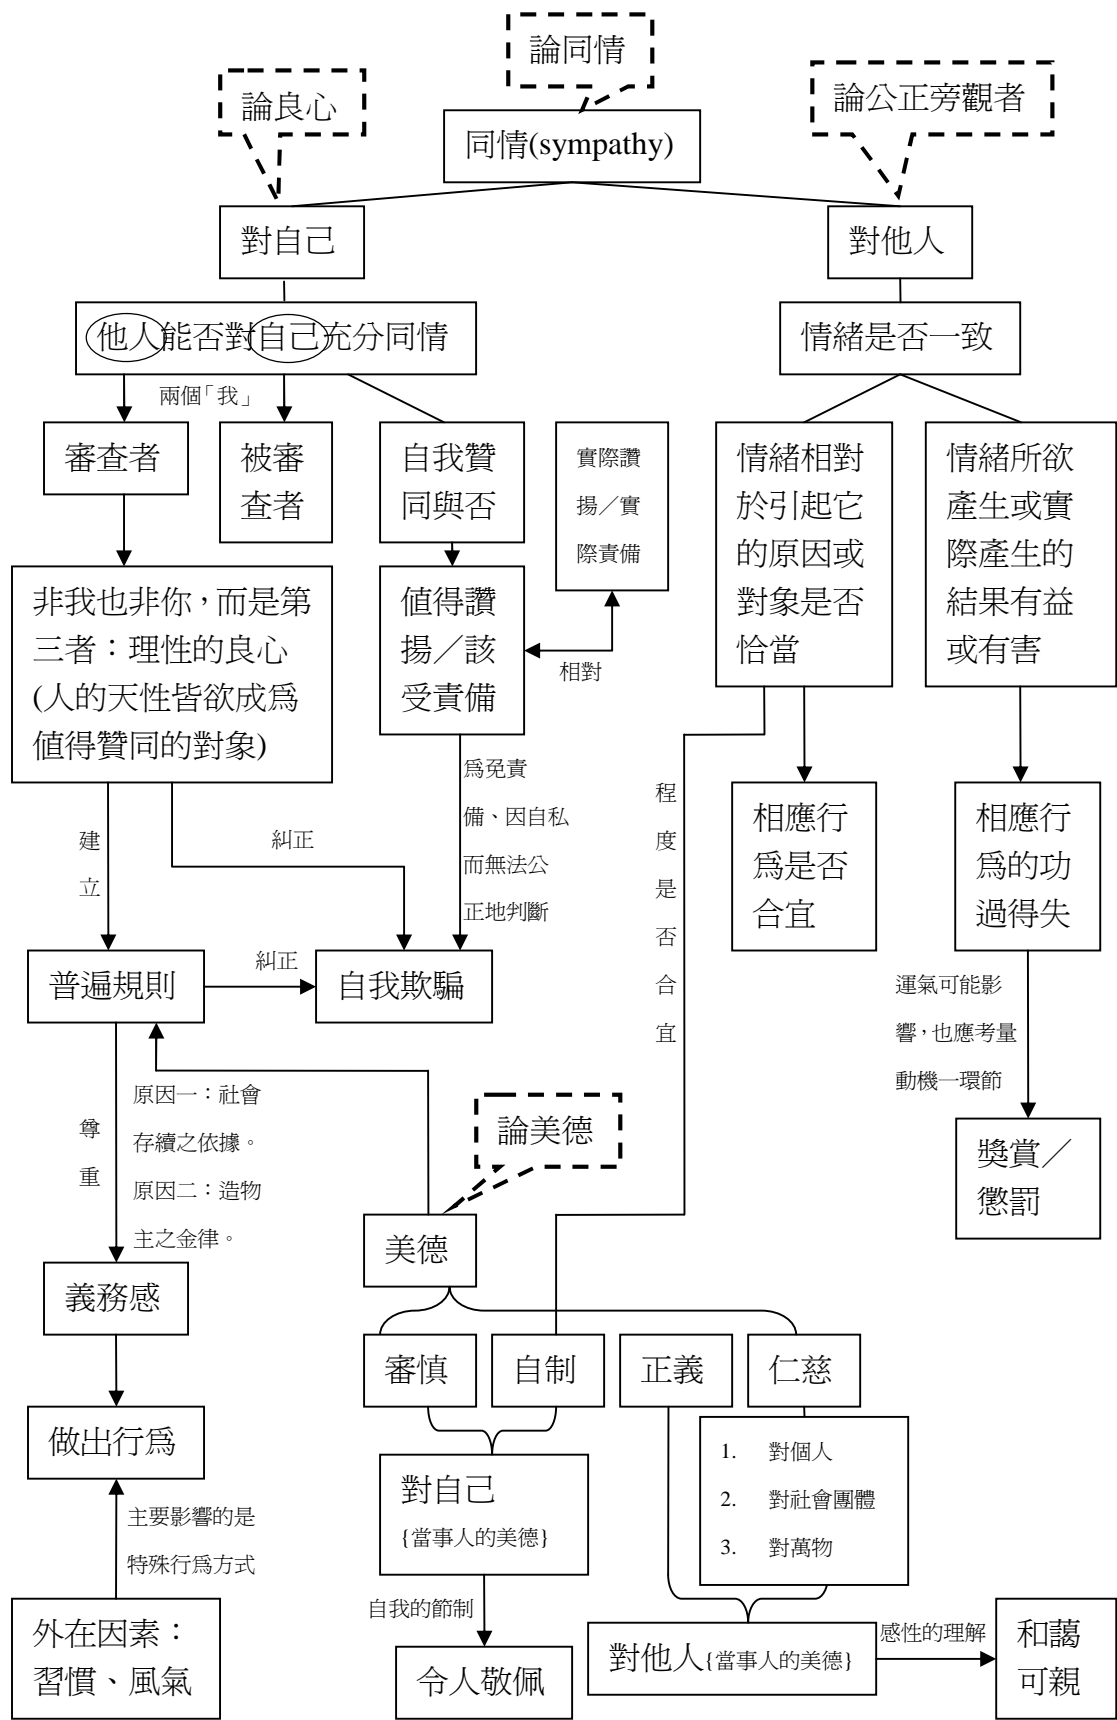 論同情
論良心
論公正旁觀者
同情(sympathy)
對自己
對他人
他人能否對自己充分同情
情緒是否一致
兩個「我」
審查者
被審
查者
自我贊
同與否
實際讚
揚／實
際責備
情緒相對
於引起它
的原因或
對象是否
恰當
情緒所欲
產生或實
際產生的
結果有益
或有害
非我也非你，而是第
三者：理性的良心
(人的天性皆欲成為
值得贊同的對象)
值得讚
揚／該
受責備
相對
為免責
備、因自私
而無法公
正地判斷
建
立
糾正
程
度
是
否
合
宜
相應行
為是否
合宜
相應行
為的功
過得失
普遍規則
糾正
自我欺騙
運氣可能影
響，也應考量
動機一環節
尊
重
原因一：社會
存續之依據。
原因二：造物
主之金律。
論美德
獎賞／
懲罰
美德
義務感
審慎
自制
正義
仁慈
做出行為
對自己
{當事人的美德}
1. 對個人
2. 對社會團體
3. 對萬物
主要影響的是
特殊行為方式
外在因素：
習慣、風氣
自我的節制
令人敬佩
對他人{當事人的美德}
感性的理解
和藹
可親